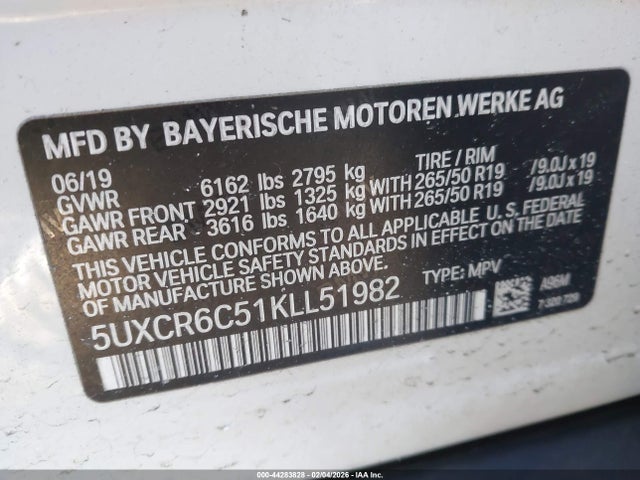 MFD BY BAYERISCHE MOTOREN WERKE AG
06/19 TIRE / RIM
GVWR 6162 lbs 2795 kg
GAWR FRONT 2921 lbs 1325 kg WITH 265/50 R19 /9.0J x 19
GAWR REAR 3616 lbs 1640 kg WITH 265/50 R19 /9.0J x 19
THIS VEHICLE CONFORMS TO ALL APPLICABLE U. S. FEDERAL
MOTOR VEHICLE SAFETY STANDARDS IN EFFECT ON THE DATE
OF MANUFACTURE SHOWN ABOVE.
5UXCR6C51KLL51982 TYPE: MPV A96M
000-44283828 - 02/04/2026 - IAA Inc.